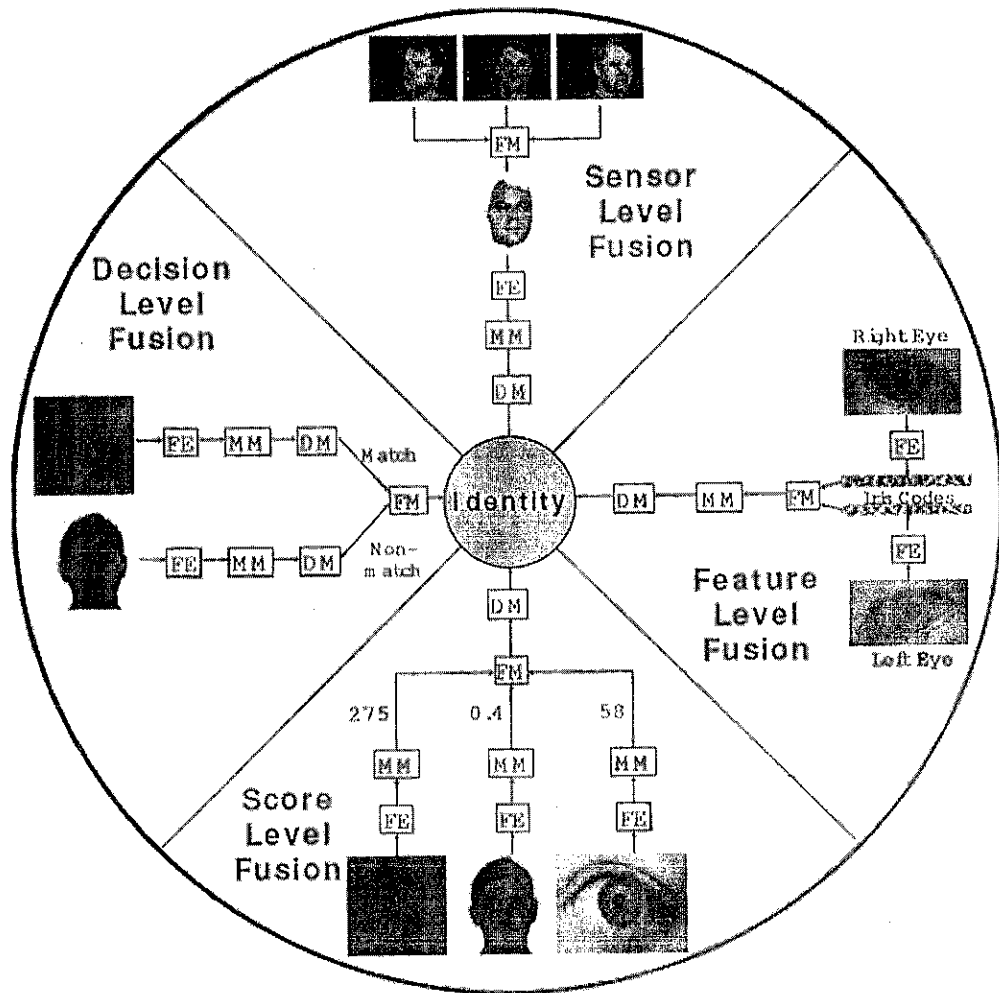 FM
Sensor
Level
Fusion
FE
MM
DM
Decision
Level
Fusion
FE
MM
DM
Match
FM
FE
MM
DM
Non-
match
Identity
Right Eye
FE
DM
MM
FM
Iris Codes
FE
Left Eye
Feature
Level
Fusion
DM
FM
275
0.4
58
MM
MM
MM
FE
FE
FE
Score
Level
Fusion